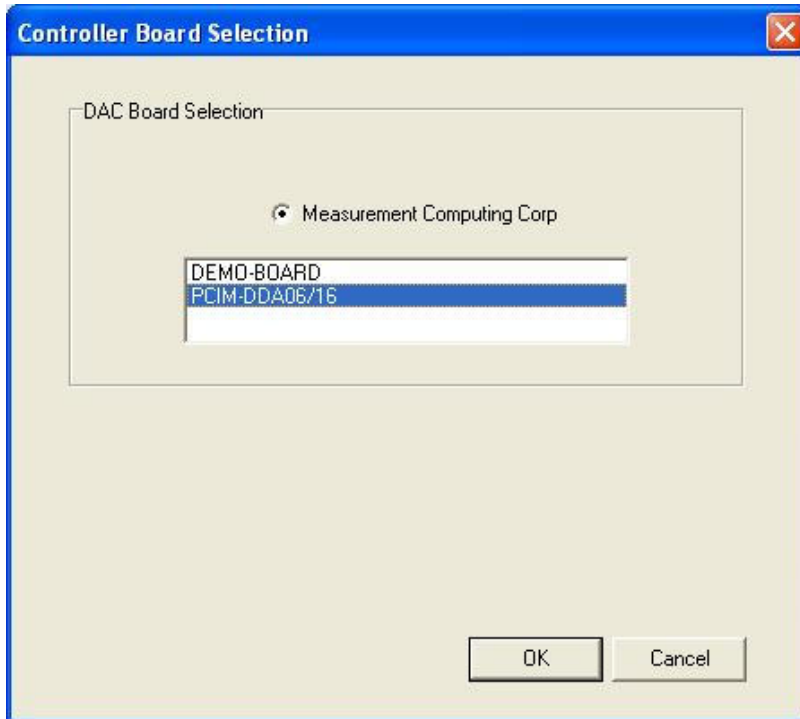 Controller Board Selection
DAC Board Selection
Measurement Computing Corp
DEMO-BOARD
PCIM-DDA06/16
OK
Cancel